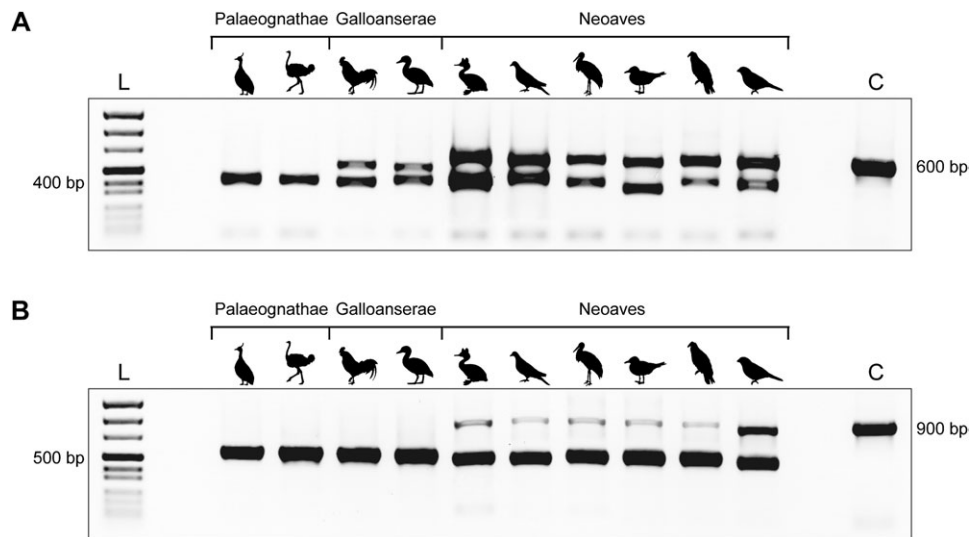 A
Palaeognathae Galloanserae Neoaves
L C
400 bp 600 bp
B
Palaeognathae Galloanserae Neoaves
L C
500 bp 900 bp